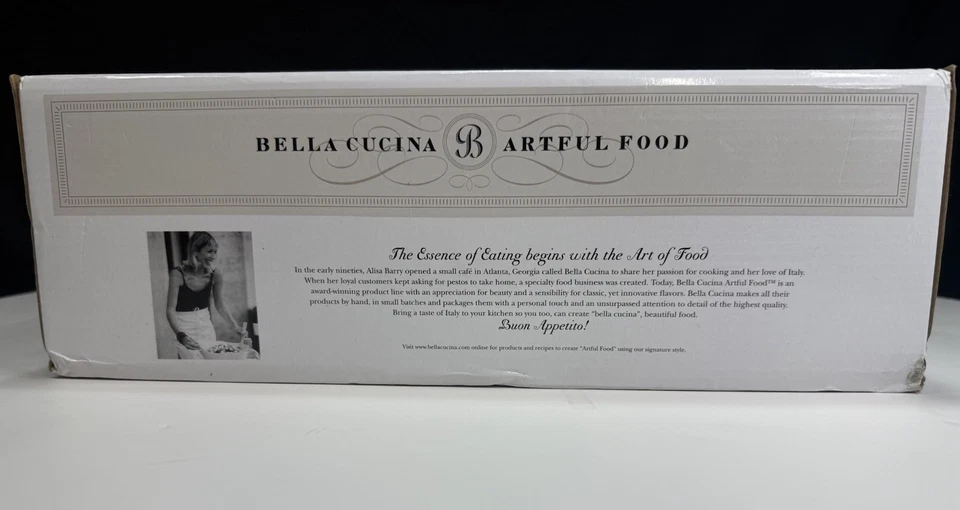 BELLA CUCINA B ARTFUL FOOD
The Essence of Eating begins with the Art of Food
In the early nineties, Alisa Barry opened a small café in Atlanta, Georgia called Bella Cucina to share her passion for cooking and her love of Italy.
When her loyal customers kept asking for pestos to take home, a specialty food business was created. Today, Bella Cucina Artful Food™ is an
award-winning product line with an appreciation for beauty and a sensibility for classic, yet innovative flavors. Bella Cucina makes all their
products by hand, in small batches and packages them with a personal touch and an unsurpassed attention to detail of the highest quality.
Bring a taste of Italy to your kitchen so you too, can create "bella cucina", beautiful food.
Buon Appetito!
Visit www.bellacucina.com online for products and recipes to create "Artful Food" using our signature style.